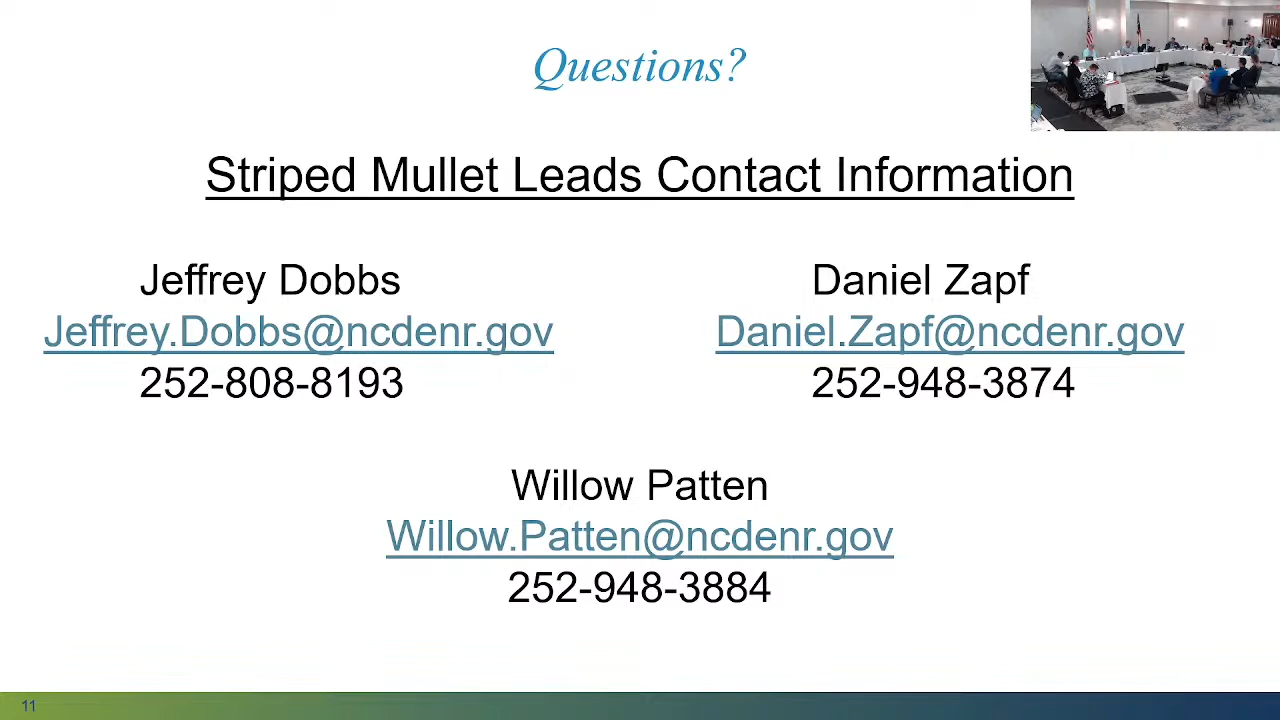 Questions?
Striped Mullet Leads Contact Information
Jeffrey Dobbs
Jeffrey.Dobbs@ncdenr.gov
252-808-8193
Daniel Zapf
Daniel.Zapf@ncdenr.gov
252-948-3874
Willow Patten
Willow.Patten@ncdenr.gov
252-948-3884
11